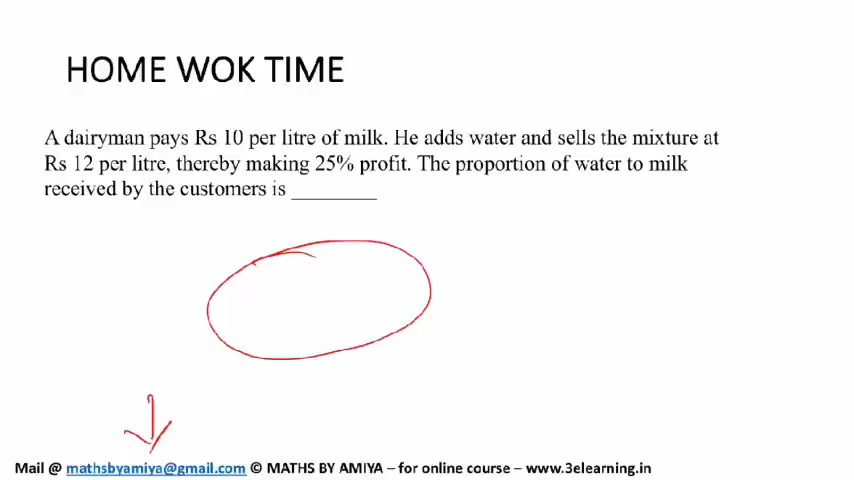 HOME WOK TIME
A dairyman pays Rs 10 per litre of milk. He adds water and sells the mixture at
Rs 12 per litre, thereby making 25% profit. The proportion of water to milk
received by the customers is ________
Mail @ mathsbyamiya@gmail.com © MATHS BY AMIYA – for online course – www.3elearning.in